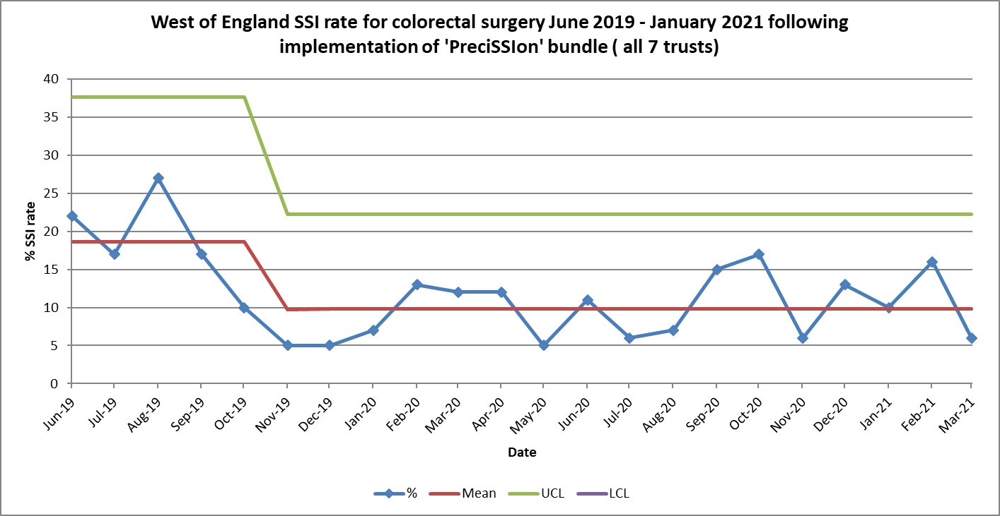 West of England SSI rate for colorectal surgery June 2019 - January 2021 following
implementation of 'PreciSSIon' bundle ( all 7 trusts)
40
35
30
25
20
15
10
5
0
% SSI rate
Jun-19
Jul-19
Aug-19
Sep-19
Oct-19
Nov-19
Dec-19
Jan-20
Feb-20
Mar-20
Apr-20
May-20
Jun-20
Jul-20
Aug-20
Sep-20
Oct-20
Nov-20
Dec-20
Jan-21
Feb-21
Mar-21
Date
% Mean UCL LCL